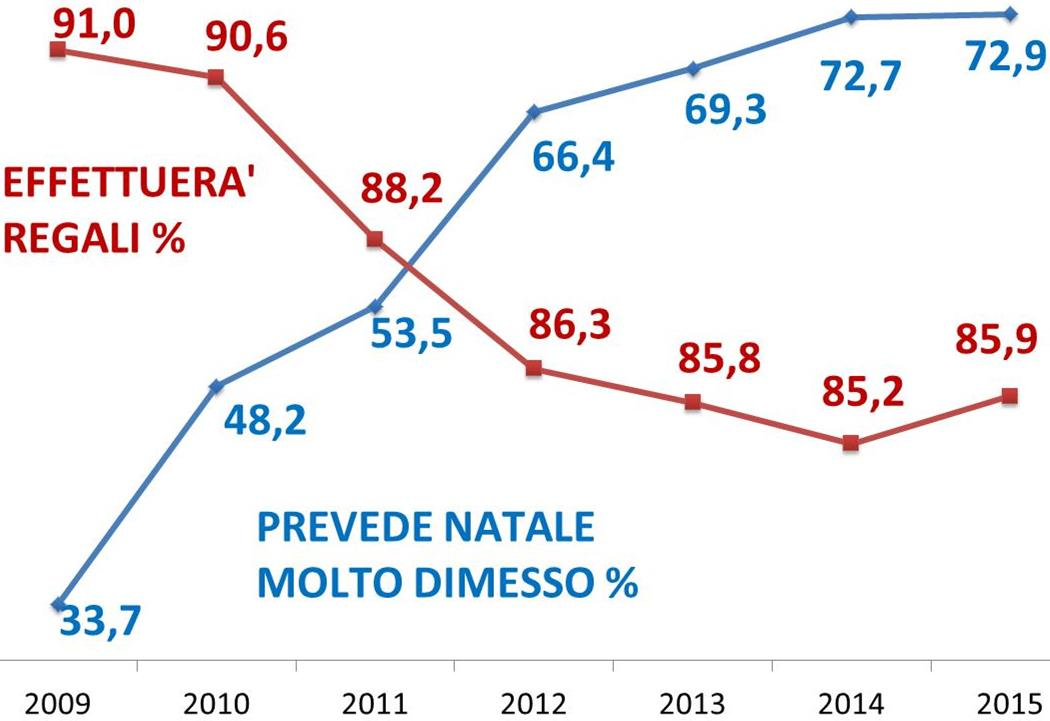 91,0
90,6
72,9
72,7
69,3
66,4
EFFETTUERA'
REGALI %
88,2
53,5
86,3
85,8
85,2
85,9
48,2
PREVEDE NATALE
MOLTO DIMESSO %
33,7
2009 2010 2011 2012 2013 2014 2015